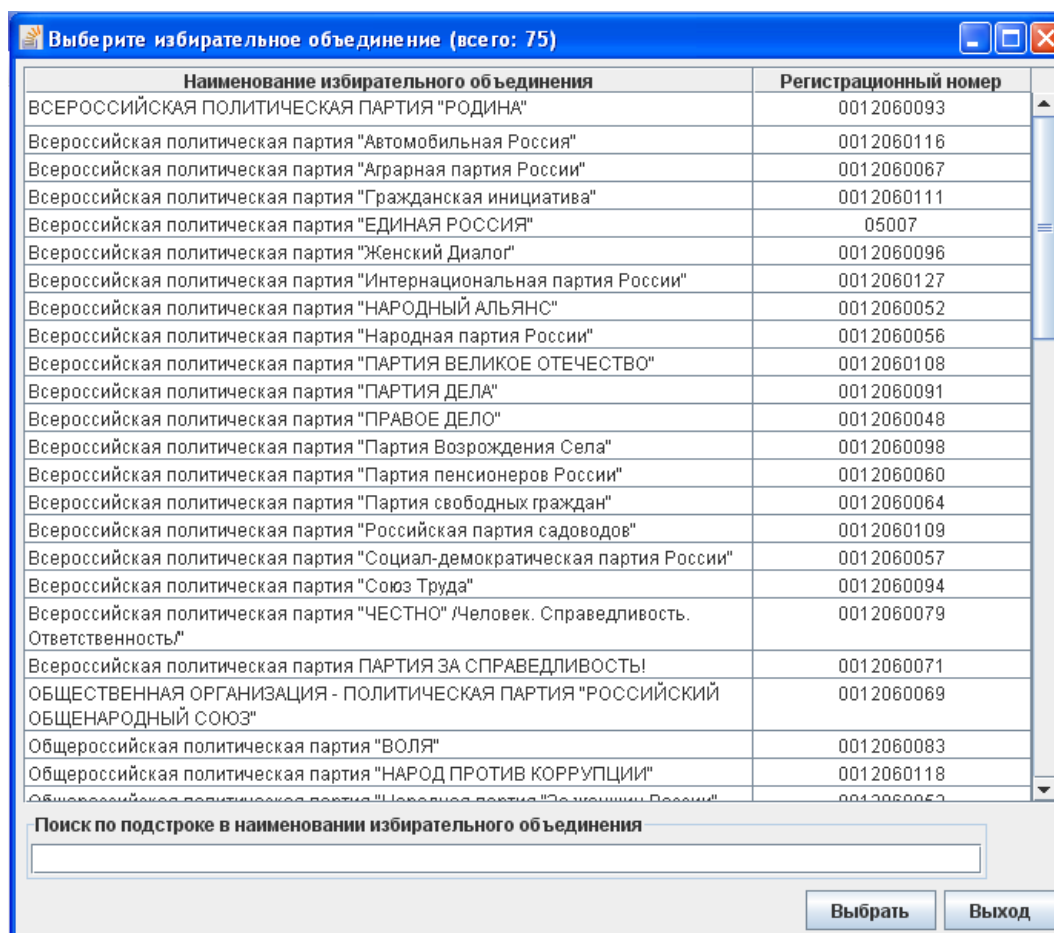 Выберите избирательное объединение (всего: 75)
Наименование избирательного объединения Регистрационный номер
ВСЕРОССИЙСКАЯ ПОЛИТИЧЕСКАЯ ПАРТИЯ "РОДИНА" 0012060093
Всероссийская политическая партия "Автомобильная Россия" 0012060116
Всероссийская политическая партия "Аграрная партия России" 0012060067
Всероссийская политическая партия "Гражданская инициатива" 0012060111
Всероссийская политическая партия "ЕДИНАЯ РОССИЯ" 05007
Всероссийская политическая партия "Женский Диалог" 0012060096
Всероссийская политическая партия "Интернациональная партия России" 0012060127
Всероссийская политическая партия "НАРОДНЫЙ АЛЬЯНС" 0012060052
Всероссийская политическая партия "Народная партия России" 0012060056
Всероссийская политическая партия "ПАРТИЯ ВЕЛИКОЕ ОТЕЧЕСТВО" 0012060108
Всероссийская политическая партия "ПАРТИЯ ДЕЛА" 0012060091
Всероссийская политическая партия "ПРАВОЕ ДЕЛО" 0012060048
Всероссийская политическая партия "Партия Возрождения Села" 0012060098
Всероссийская политическая партия "Партия пенсионеров России" 0012060060
Всероссийская политическая партия "Партия свободных граждан" 0012060064
Всероссийская политическая партия "Российская партия садоводов" 0012060109
Всероссийская политическая партия "Социал-демократическая партия России" 0012060057
Всероссийская политическая партия "Союз Труда" 0012060094
Всероссийская политическая партия "ЧЕСТНО" /Человек. Справедливость. 0012060079
Ответственность/"
Всероссийская политическая партия ПАРТИЯ ЗА СПРАВЕДЛИВОСТЬ! 0012060071
ОБЩЕСТВЕННАЯ ОРГАНИЗАЦИЯ - ПОЛИТИЧЕСКАЯ ПАРТИЯ "РОССИЙСКИЙ 0012060069
ОБЩЕНАРОДНЫЙ СОЮЗ"
Общероссийская политическая партия "ВОЛЯ" 0012060083
Общероссийская политическая партия "НАРОД ПРОТИВ КОРРУПЦИИ" 0012060118
Общероссийская политическая партия "Народная партия "За женщин России"
Поиск по подстроке в наименовании избирательного объединения
Выбрать Выход